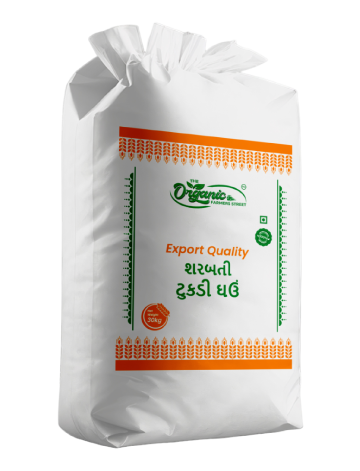 THE
Organic
FARMERS STREET
Export Quality
શરબતી
ટુકડી ઘઉં
30kg